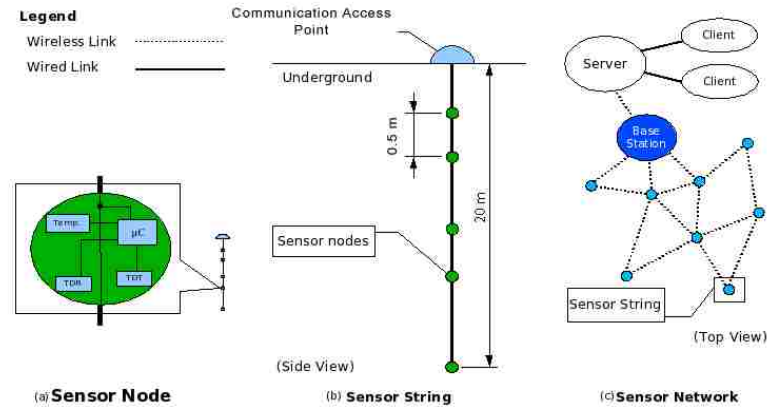 Legend
Wireless Link
Wired Link
Temp.
µC
TDR
TDT
(a) Sensor Node
Communication Access
Point
Underground
0.5 m
20 m
Sensor nodes
(Side View)
(b) Sensor String
Server
Client
Client
Base
Station
Sensor String
(Top View)
(c) Sensor Network